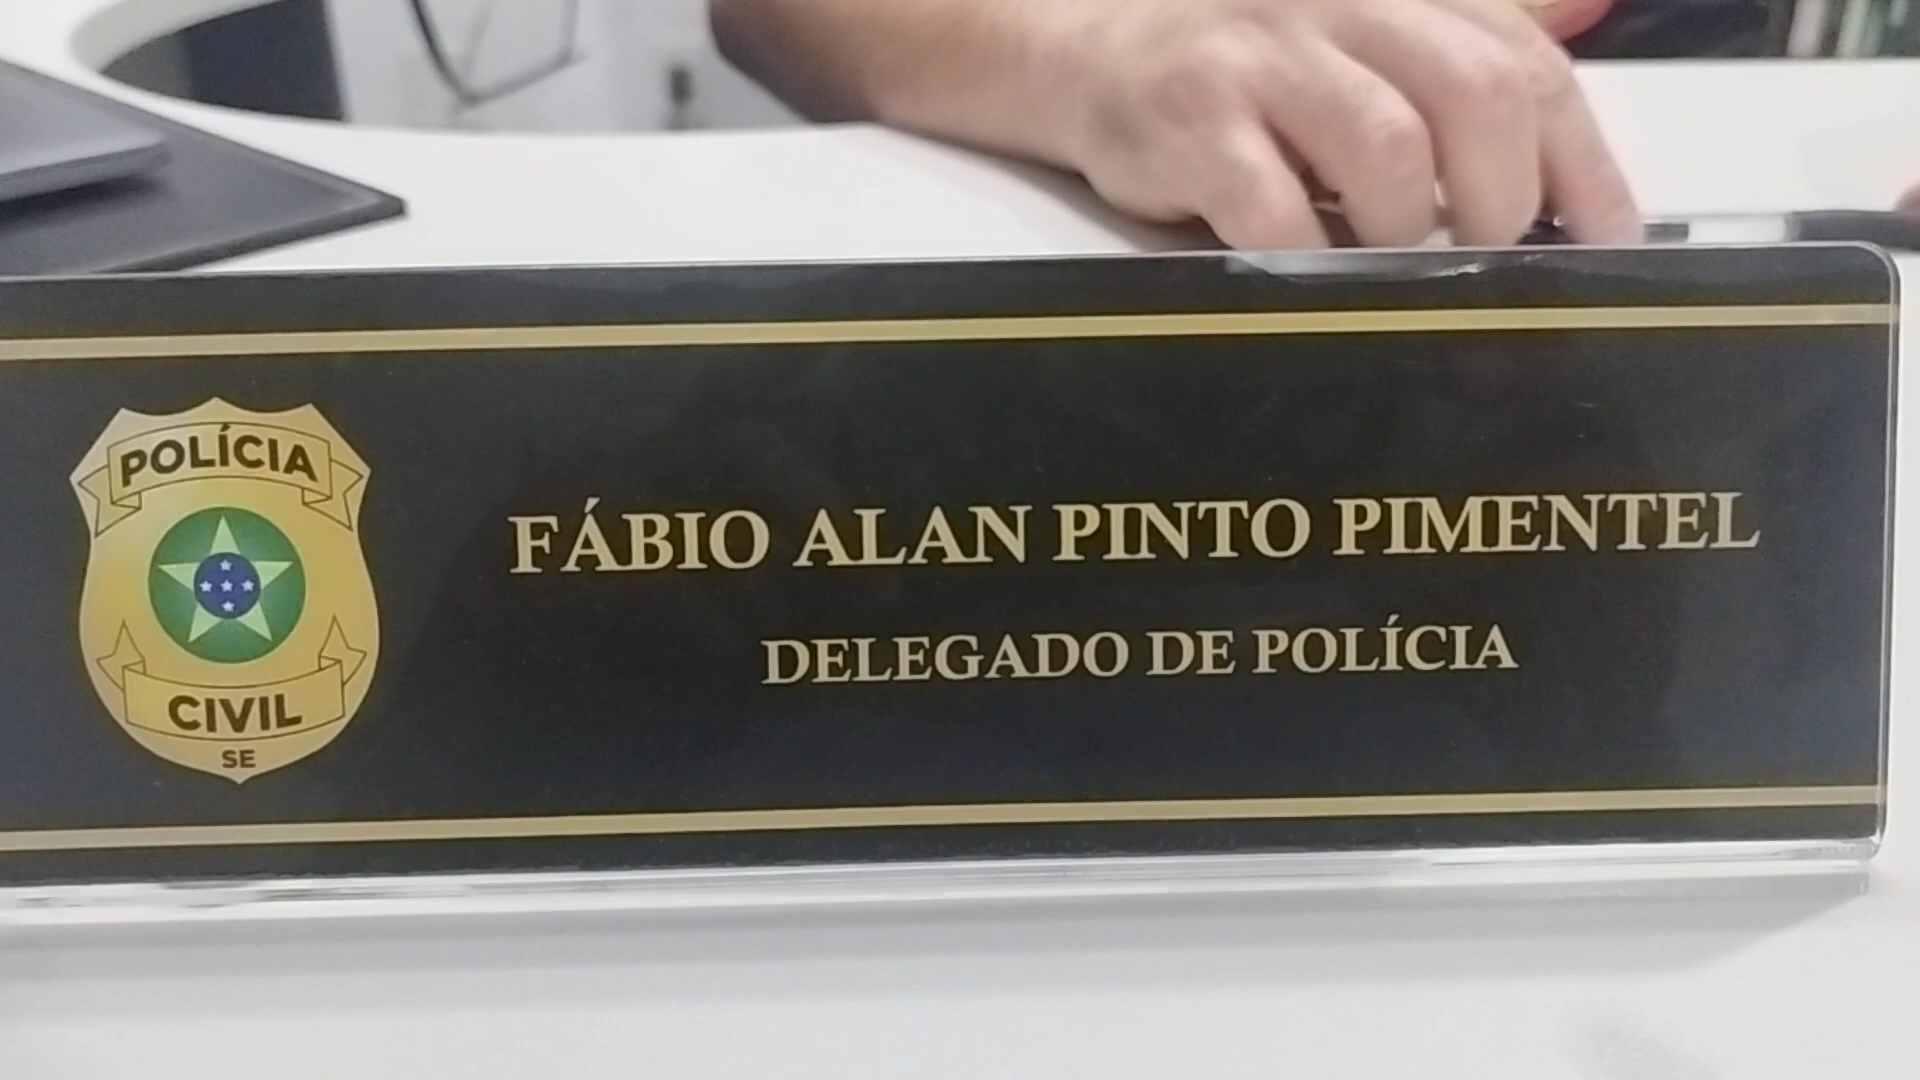 POLÍCIA
CIVIL
SE
FÁBIO ALAN PINTO PIMENTEL
DELEGADO DE POLÍCIA